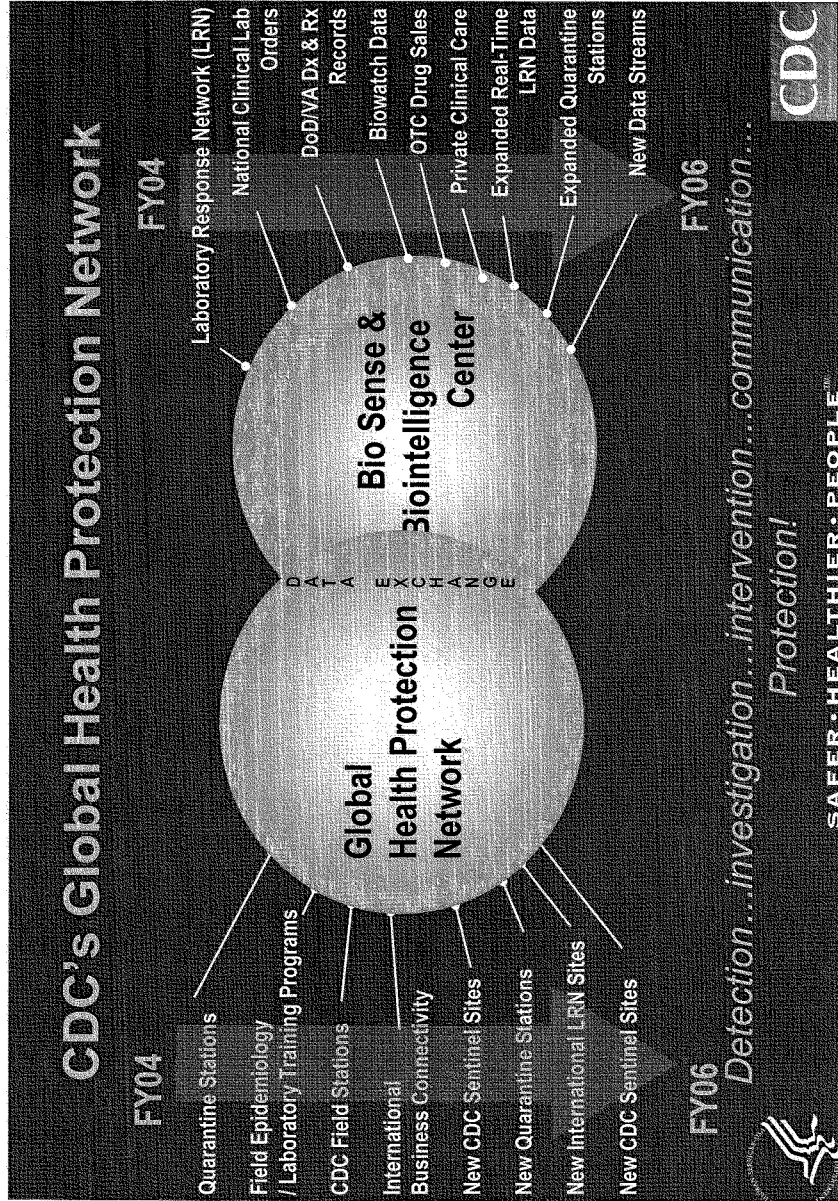 CDC's Global Health Protection Network
FY04
Quarantine Stations
Field Epidemiology
/ Laboratory Training Programs
CDC Field Stations
International
Business Connectivity
New CDC Sentinel Sites
New Quarantine Stations
New International LRN Sites
New CDC Sentinel Sites
FY06
Global
Health Protection
Network
DATA EXCHANGE
Bio Sense &
Biointelligence
Center
FY04
Laboratory Response Network (LRN)
National Clinical Lab
Orders
DoD/VA Dx & Rx
Records
Biowatch Data
OTC Drug Sales
Private Clinical Care
Expanded Real-Time
LRN Data
Expanded Quarantine
Stations
New Data Streams
FY06
Detection...investigation...intervention...communication...
Protection!
SAFER·HEALTHIER·PEOPLE™
CDC